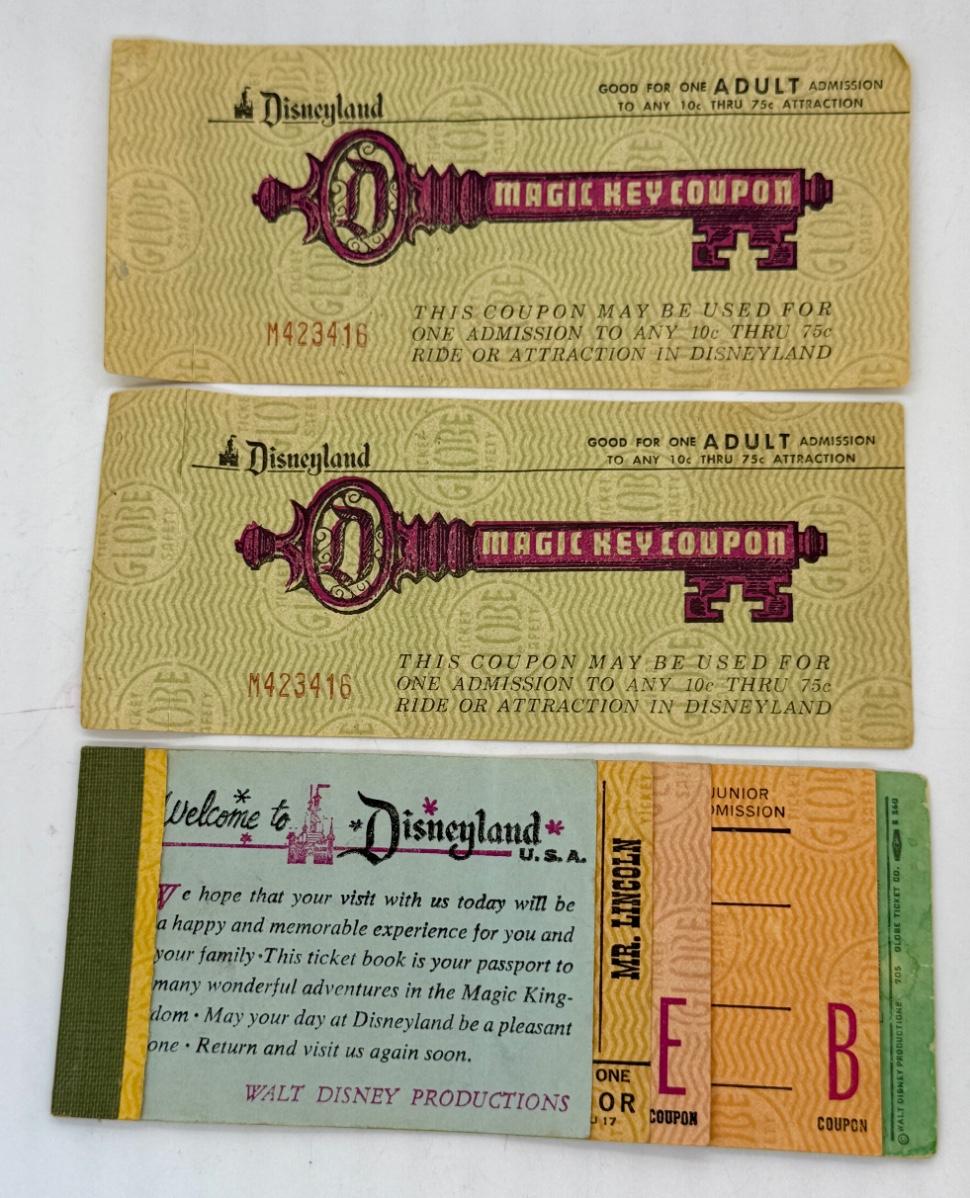 Disneyland
GOOD FOR ONE ADULT ADMISSION
TO ANY 10c THRU 75c ATTRACTION
D
MAGIC KEY COUPON
M423416
THIS COUPON MAY BE USED FOR
ONE ADMISSION TO ANY 10c THRU 75c
RIDE OR ATTRACTION IN DISNEYLAND
Disneyland
GOOD FOR ONE ADULT ADMISSION
TO ANY 10c THRU 75c ATTRACTION
D
MAGIC KEY COUPON
M423416
THIS COUPON MAY BE USED FOR
ONE ADMISSION TO ANY 10c THRU 75c
RIDE OR ATTRACTION IN DISNEYLAND
Welcome to Disneyland
U.S.A.
We hope that your visit with us today will be
a happy and memorable experience for you and
your family • This ticket book is your passport to
many wonderful adventures in the Magic King-
dom • May your day at Disneyland be a pleasant
one • Return and visit us again soon.
WALT DISNEY PRODUCTIONS
MR. LINCOLN
ONE
OR
U 17
E
COUPON
JUNIOR
DMISSION
B
COUPON
© WALT DISNEY PRODUCTIONS 705 GLOBE TICKET CO.